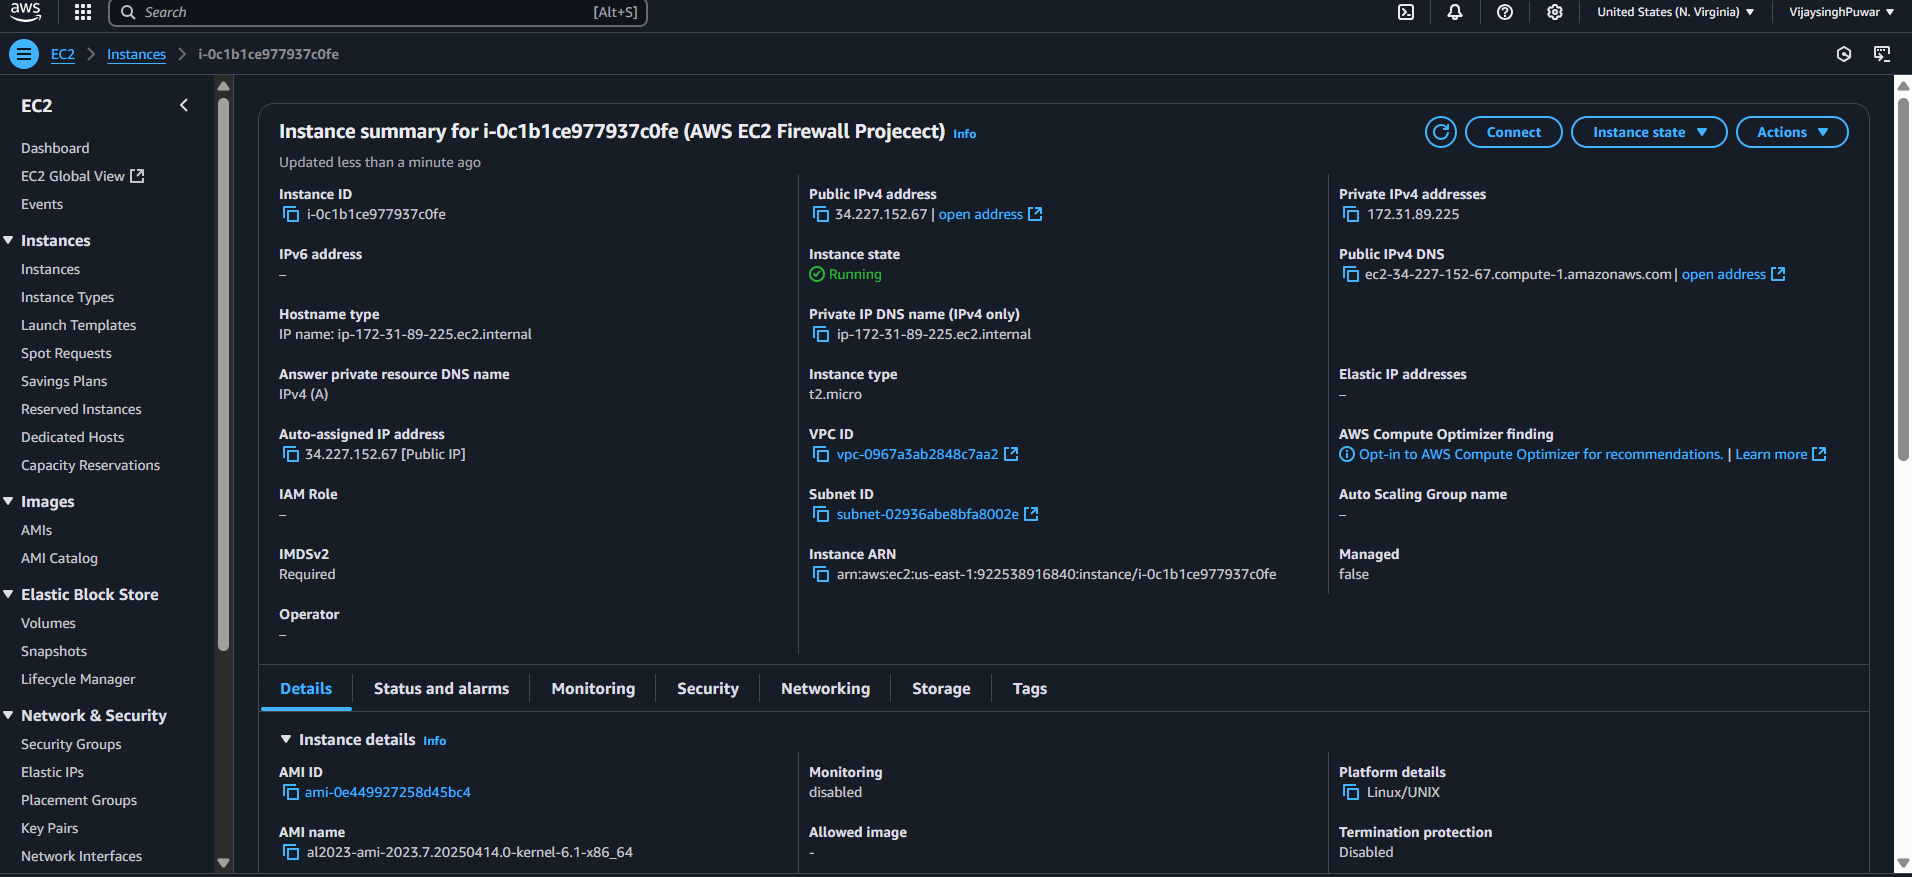 aws
Search
[Alt+S]
United States (N. Virginia)
VijaysinghPuwar
EC2
Instances
i-0c1b1ce977937c0fe
EC2
Dashboard
EC2 Global View
Events
Instances
Instances
Instance Types
Launch Templates
Spot Requests
Savings Plans
Reserved Instances
Dedicated Hosts
Capacity Reservations
Images
AMIs
AMI Catalog
Elastic Block Store
Volumes
Snapshots
Lifecycle Manager
Network & Security
Security Groups
Elastic IPs
Placement Groups
Key Pairs
Network Interfaces
Instance summary for i-0c1b1ce977937c0fe (AWS EC2 Firewall Projecect) Info
Updated less than a minute ago
Connect
Instance state
Actions
Instance ID
i-0c1b1ce977937c0fe
IPv6 address
–
Hostname type
IP name: ip-172-31-89-225.ec2.internal
Answer private resource DNS name
IPv4 (A)
Auto-assigned IP address
34.227.152.67 [Public IP]
IAM Role
–
IMDSv2
Required
Operator
–
Public IPv4 address
34.227.152.67 | open address
Instance state
Running
Private IP DNS name (IPv4 only)
ip-172-31-89-225.ec2.internal
Instance type
t2.micro
VPC ID
vpc-0967a3ab2848c7aa2
Subnet ID
subnet-02936abe8bfa8002e
Instance ARN
arn:aws:ec2:us-east-1:922538916840:instance/i-0c1b1ce977937c0fe
Private IPv4 addresses
172.31.89.225
Public IPv4 DNS
ec2-34-227-152-67.compute-1.amazonaws.com | open address
Elastic IP addresses
–
AWS Compute Optimizer finding
Opt-in to AWS Compute Optimizer for recommendations. | Learn more
Auto Scaling Group name
–
Managed
false
Details
Status and alarms
Monitoring
Security
Networking
Storage
Tags
Instance details Info
AMI ID
ami-0e449927258d45bc4
AMI name
al2023-ami-2023.7.20250414.0-kernel-6.1-x86_64
Monitoring
disabled
Allowed image
-
Platform details
Linux/UNIX
Termination protection
Disabled